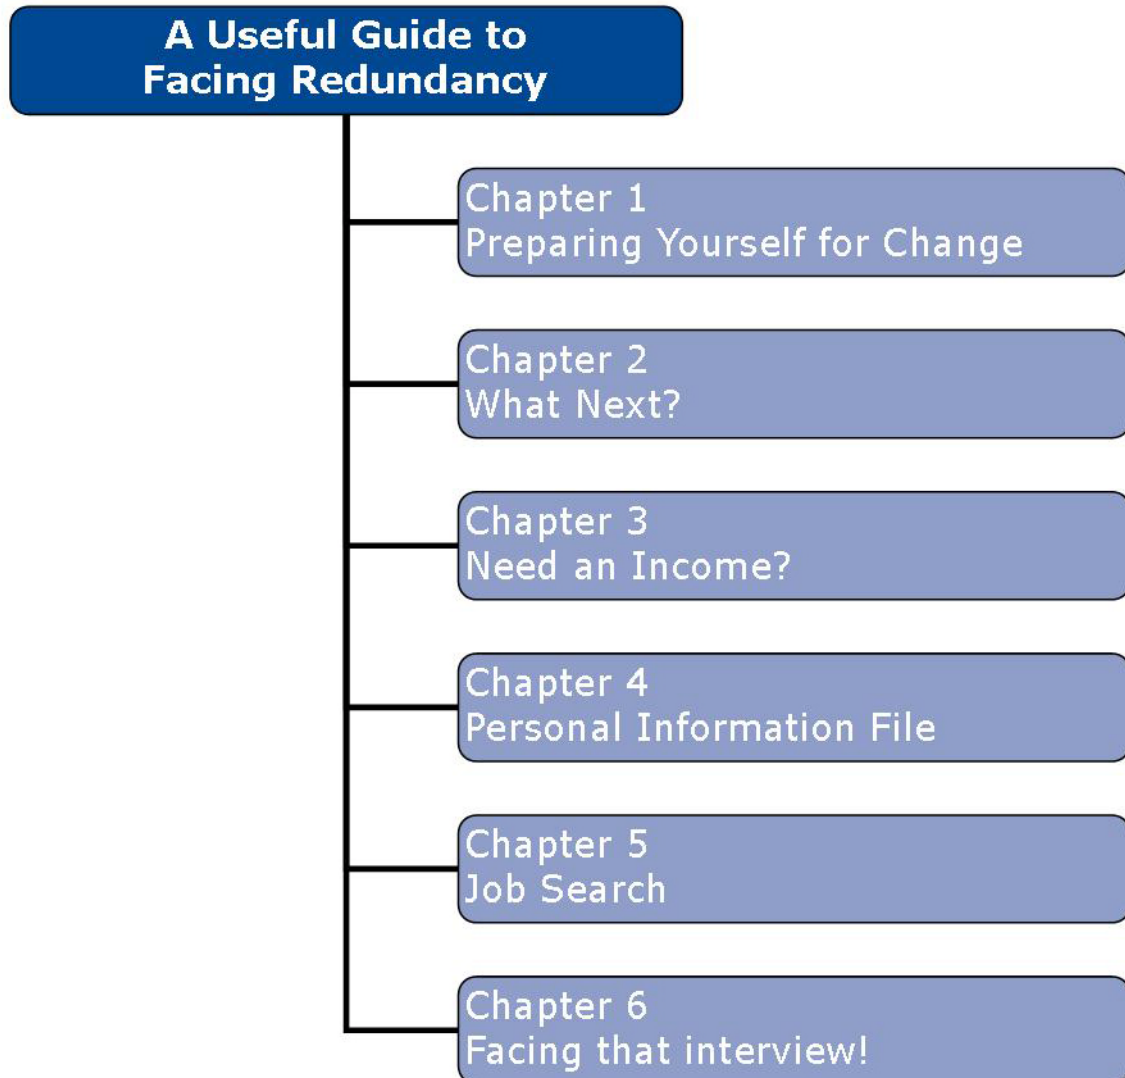 A Useful Guide to
Facing Redundancy
Chapter 1
Preparing Yourself for Change
Chapter 2
What Next?
Chapter 3
Need an Income?
Chapter 4
Personal Information File
Chapter 5
Job Search
Chapter 6
Facing that interview!